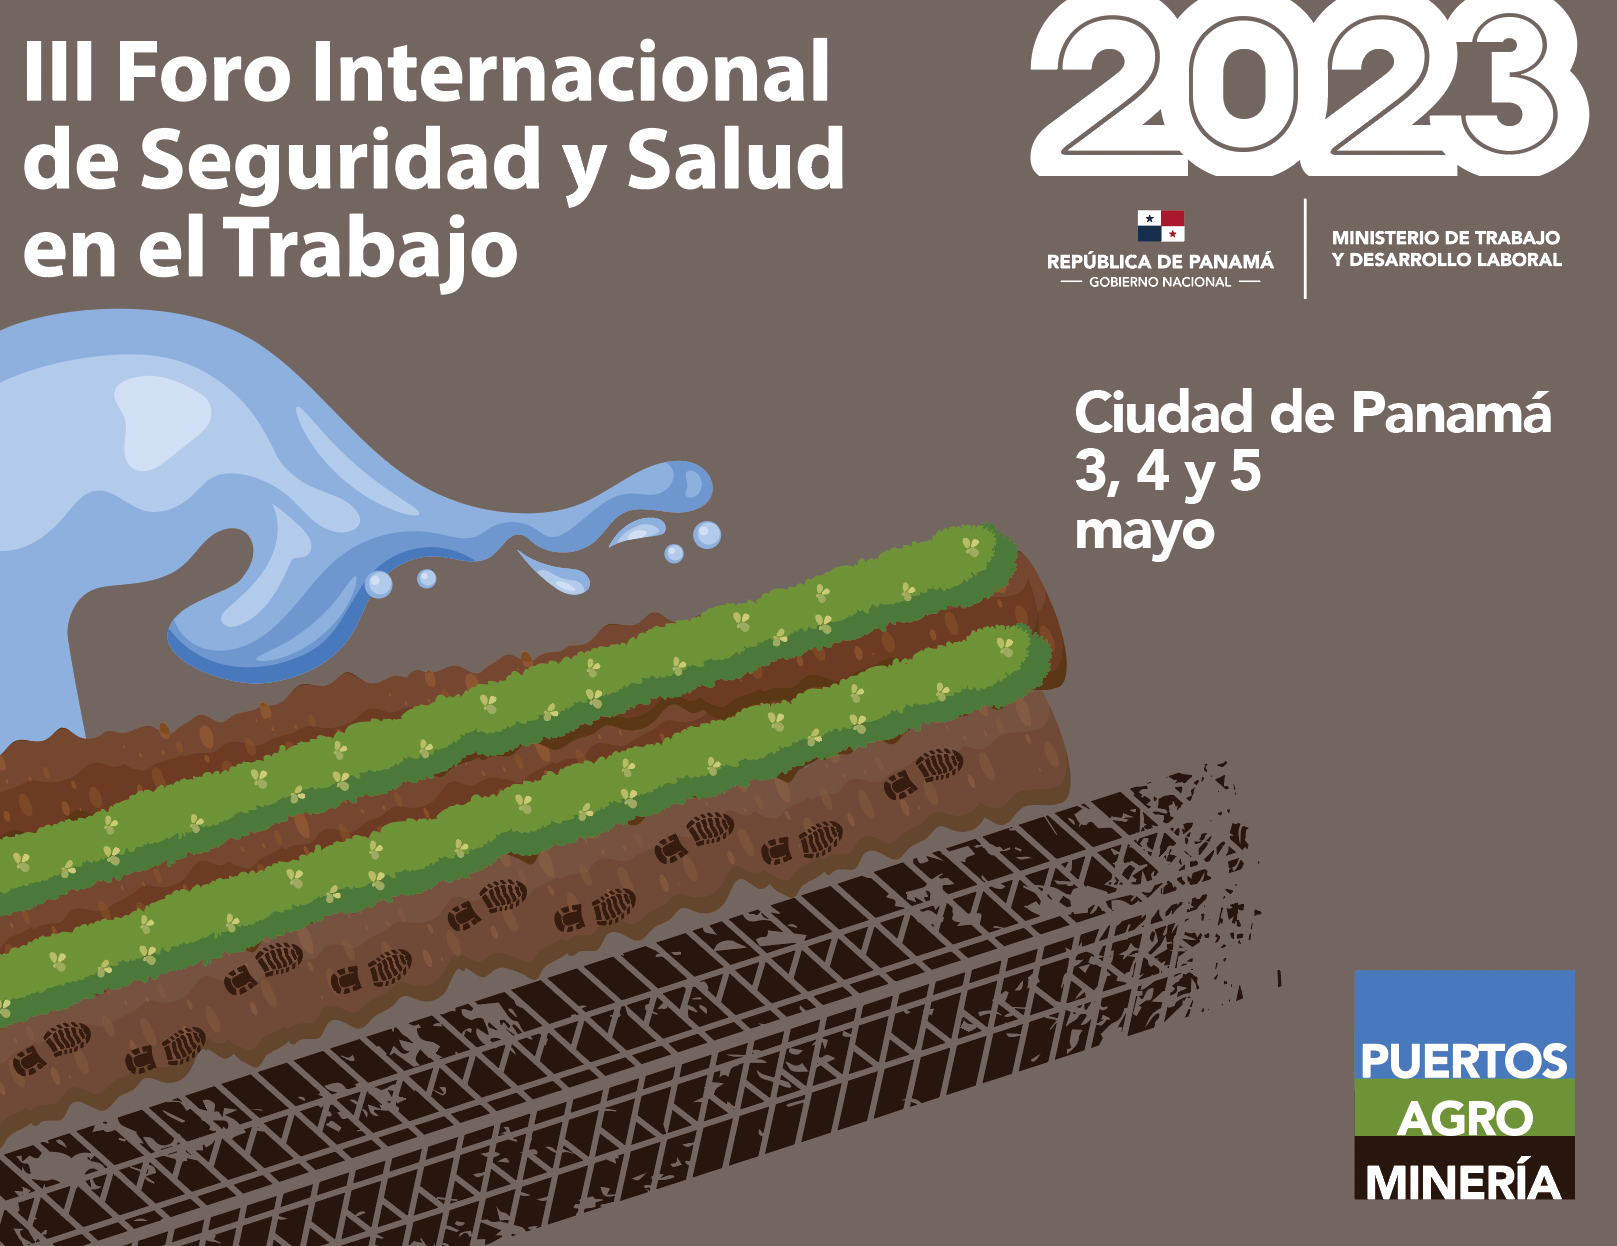 III Foro Internacional
de Seguridad y Salud
en el Trabajo
2023
REPÚBLICA DE PANAMÁ
— GOBIERNO NACIONAL —
MINISTERIO DE TRABAJO
Y DESARROLLO LABORAL
Ciudad de Panamá
3, 4 y 5
mayo
PUERTOS
AGRO
MINERÍA